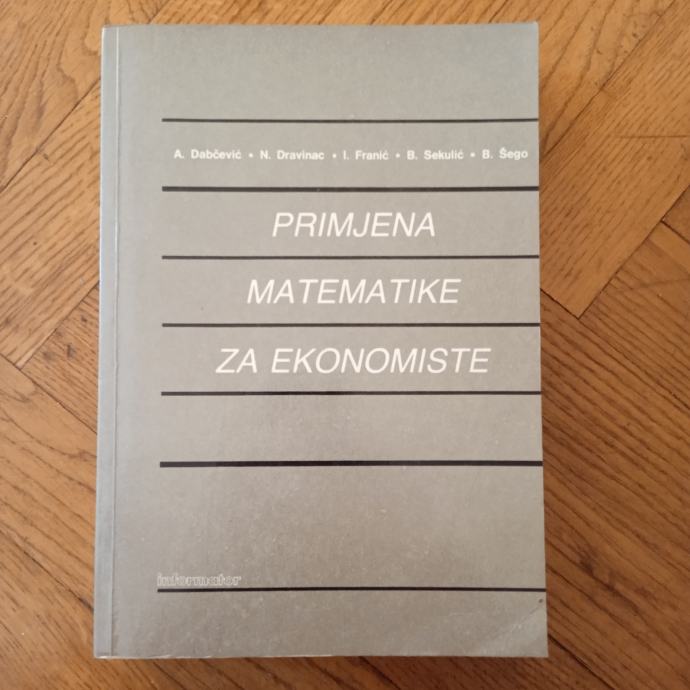 A. Dabčević • N. Dravinac • I. Franić • B. Sekulić • B. Šego
PRIMJENA
MATEMATIKE
ZA EKONOMISTE
informator